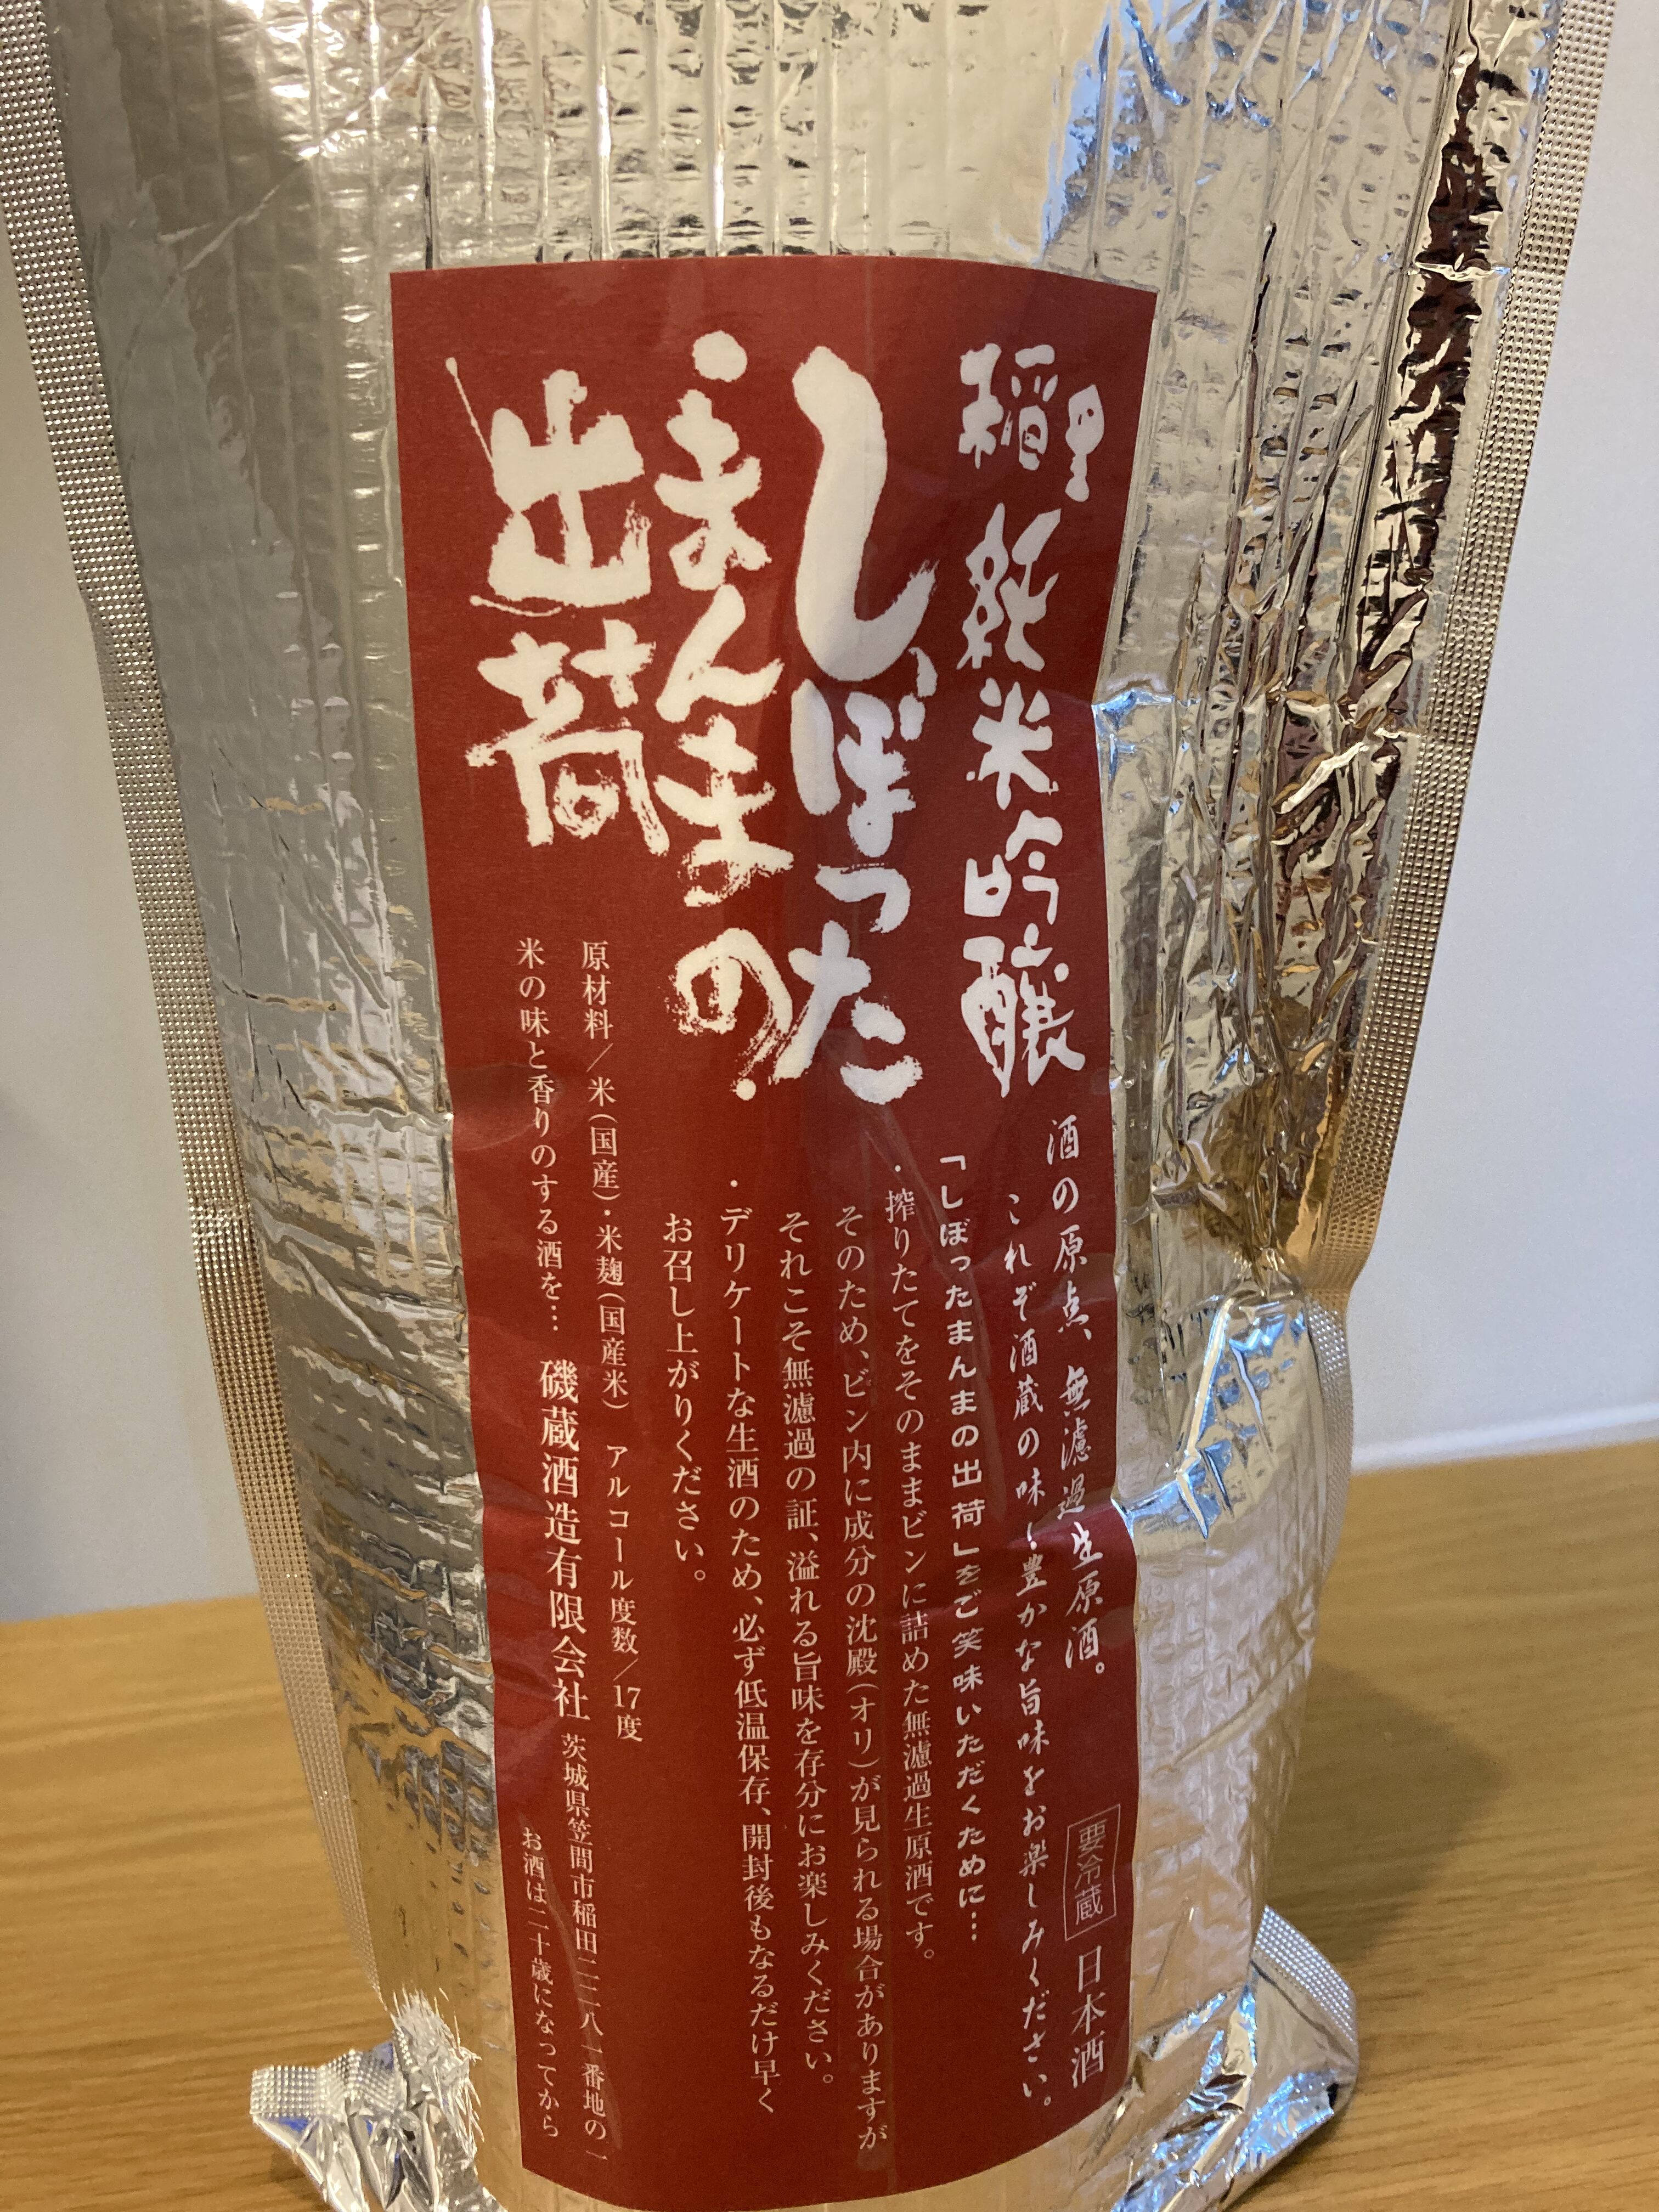 稲里 純米吟醸
しぼった
まんまの
出荷
酒の原点、無濾過生原酒。
これぞ酒蔵の味!豊かな旨味をお楽しみください。
要冷蔵
日本酒
「しぼったまんまの出荷」をご笑味いただくために…
・搾りたてをそのままビンに詰めた無濾過生原酒です。
そのため、ビン内に成分の沈殿(オリ)が見られる場合がありますが
それこそ無濾過の証、溢れる旨味を存分にお楽しみください。
・デリケートな生酒のため、必ず低温保存、開封後もなるだけ早く
お召し上がりください。
原材料/米(国産)・米麹(国産米) アルコール度数/17度
米の味と香りのする酒を… 磯蔵酒造有限会社 茨城県笠間市稲田二二八一番地の一
お酒は二十歳になってから